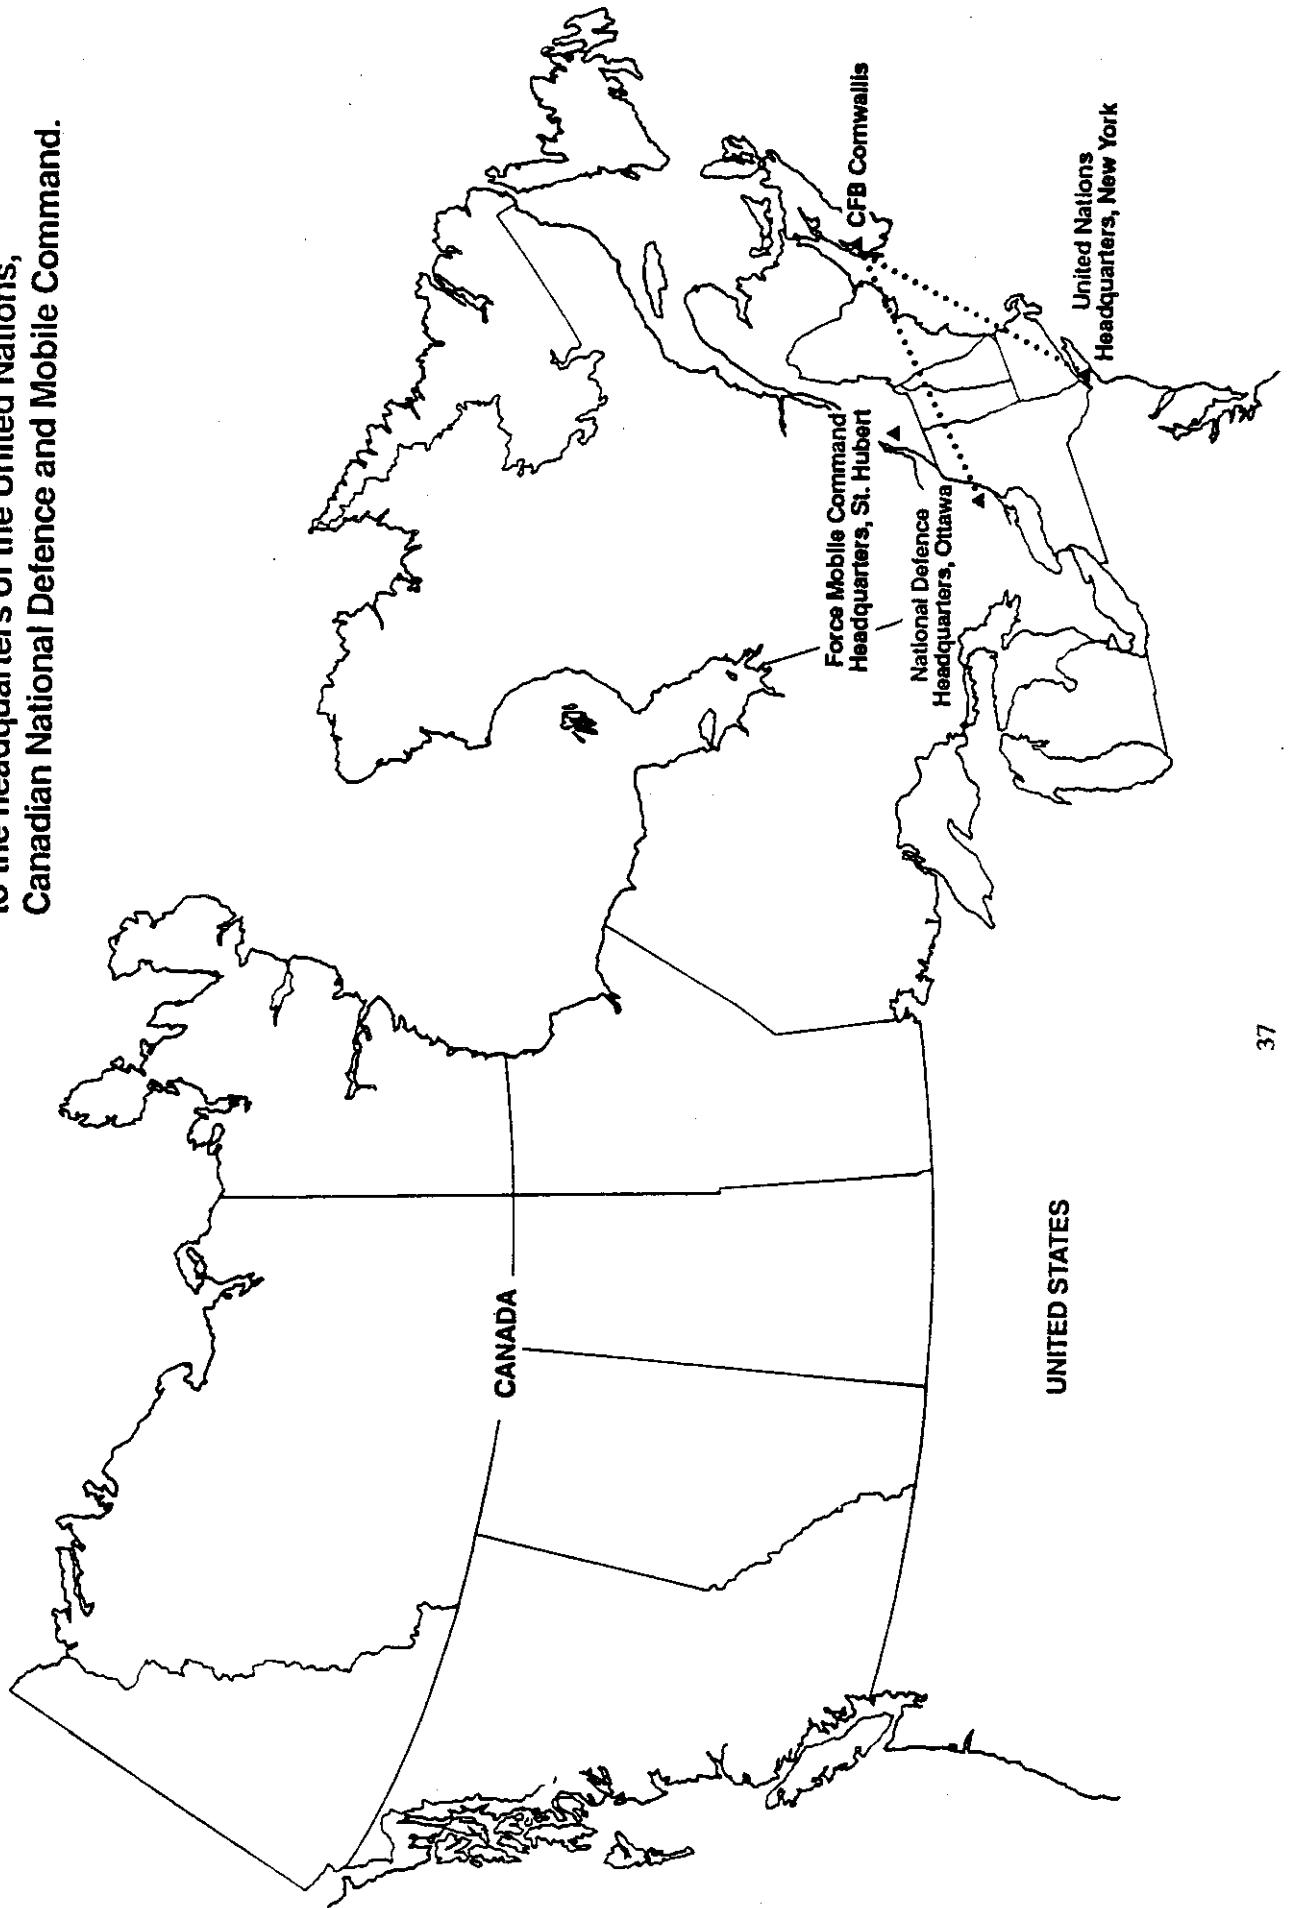 to the headquarters of the United Nations,
Canadian National Defence and Mobile Command.
CANADA
UNITED STATES
Force Mobile Command
Headquarters, St. Hubert
National Defence
Headquarters, Ottawa
CFB Cornwallis
United Nations
Headquarters, New York
37